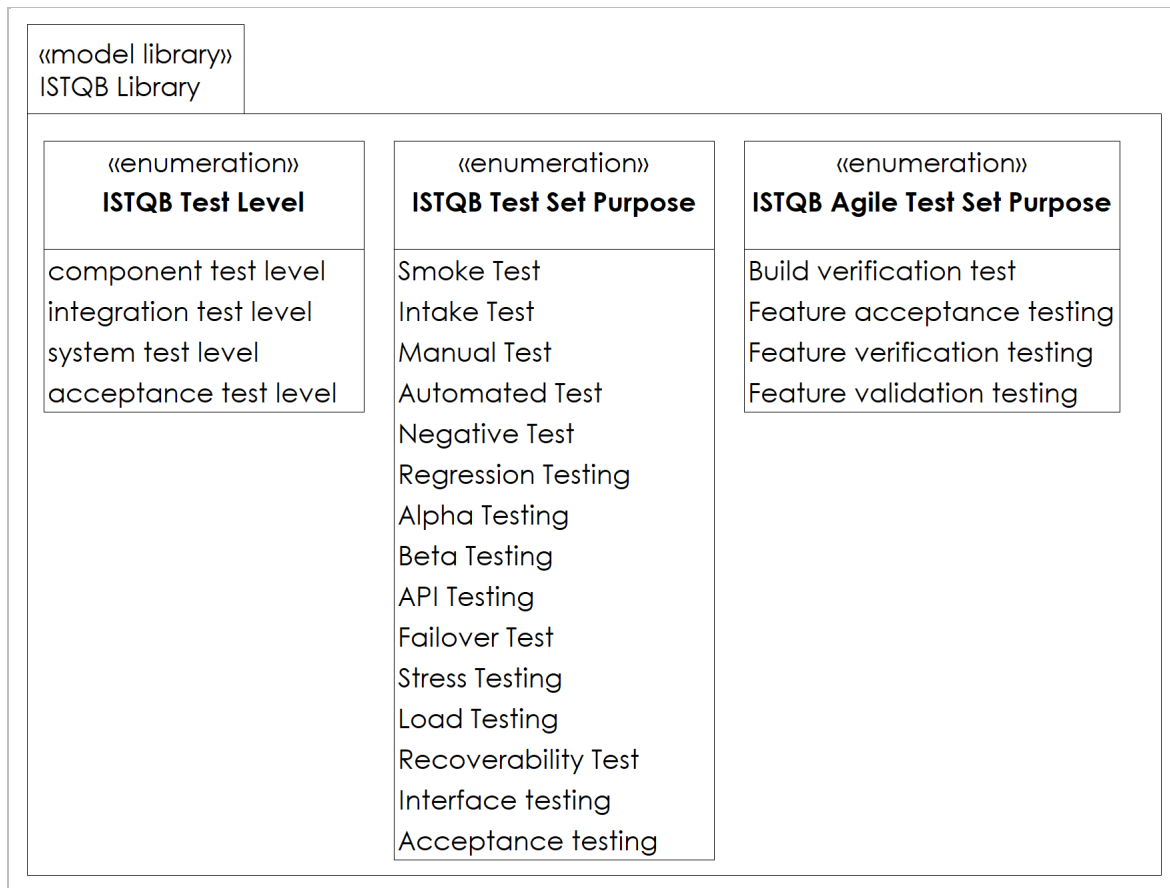 «model library»
ISTQB Library
«enumeration»
ISTQB Test Level
component test level
integration test level
system test level
acceptance test level
«enumeration»
ISTQB Test Set Purpose
Smoke Test
Intake Test
Manual Test
Automated Test
Negative Test
Regression Testing
Alpha Testing
Beta Testing
API Testing
Failover Test
Stress Testing
Load Testing
Recoverability Test
Interface testing
Acceptance testing
«enumeration»
ISTQB Agile Test Set Purpose
Build verification test
Feature acceptance testing
Feature verification testing
Feature validation testing